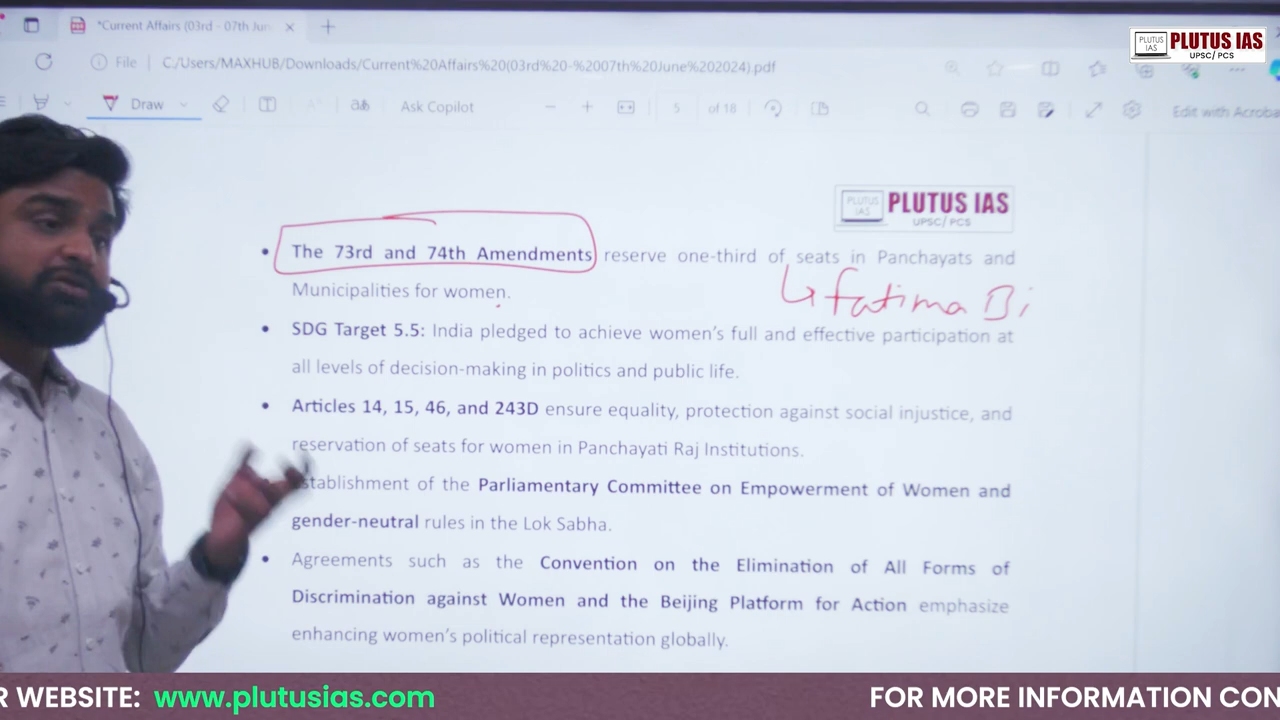 *Current Affairs (03rd - 07th Jun
File | C:/Users/MAXHUB/Downloads/Current%20 %20 - %2007th%20June%202024).pdf
Draw
Ask Copilot
5 of 18
Edit with Acroba
PLUTUS IAS
UPSC/ PCS
PLUTUS IAS
PLUTUS IAS
UPSC/ PCS
PLUTUS IAS
• The 73rd and 74th Amendments reserve one-third of seats in Panchayats and
Municipalities for women.
↳ fatima Bi
• SDG Target 5.5: India pledged to achieve women's full and effective participation at
all levels of decision-making in politics and public life.
• Articles 14, 15, 46, and 243D ensure equality, protection against social injustice, and
reservation of seats for women in Panchayati Raj Institutions.
stablishment of the Parliamentary Committee on Empowerment of Women and
gender-neutral rules in the Lok Sabha.
• Agreements such as the Convention on the Elimination of All Forms of
Discrimination against Women and the Beijing Platform for Action emphasize
enhancing women's political representation globally.
R WEBSITE: www.plutusias.com
FOR MORE INFORMATION CON